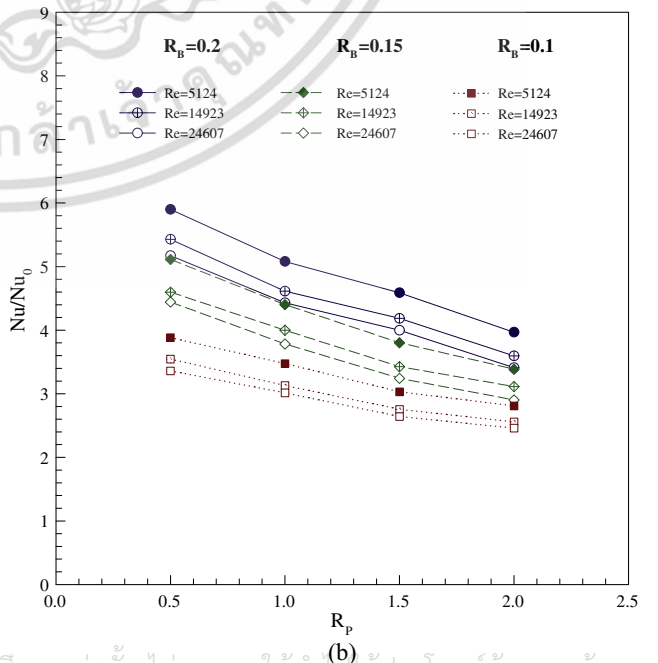 9
8
7
6
5
4
3
2
1
0
Nu/Nu₀
R_B=0.2 R_B=0.15 R_B=0.1
Re=5124 Re=5124 Re=5124
Re=14923 Re=14923 Re=14923
Re=24607 Re=24607 Re=24607
0.0 0.5 1.0 1.5 2.0 2.5
R_P
(b)